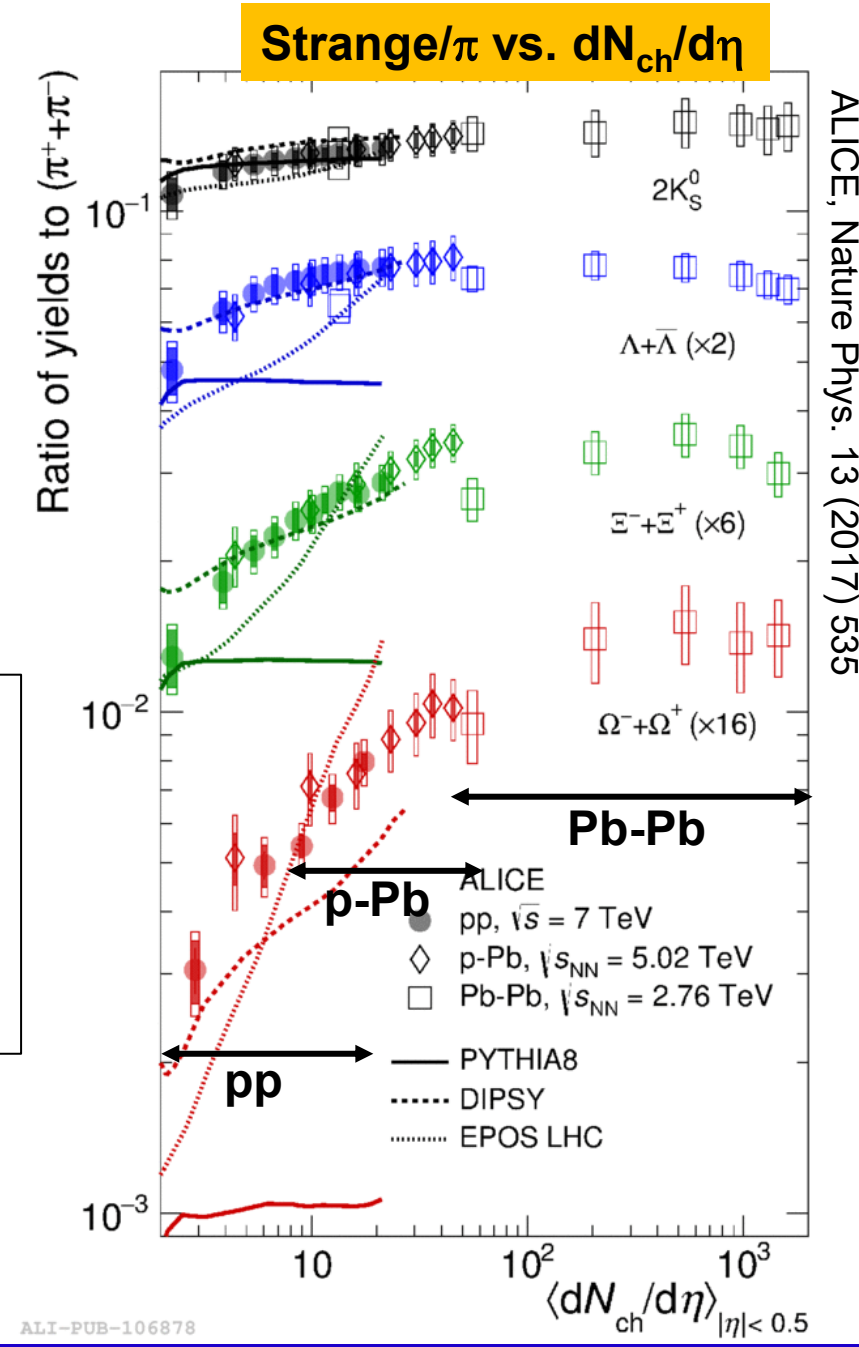 Strange/π vs. dNch/dη
Ratio of yields to (π⁺+π⁻)
ALICE, Nature Phys. 13 (2017) 535
10⁻¹
2K⁰S
Λ+Λ̅ (×2)
Ξ⁻+Ξ̅⁺ (×6)
10⁻²
Ω⁻+Ω̅⁺ (×16)
Pb-Pb
p-Pb
ALICE
pp, √s = 7 TeV
p-Pb, √sNN = 5.02 TeV
Pb-Pb, √sNN = 2.76 TeV
pp
PYTHIA8
DIPSY
EPOS LHC
10⁻³
10
10²
10³
⟨dNch/dη⟩|η|< 0.5
ALI-PUB-106878